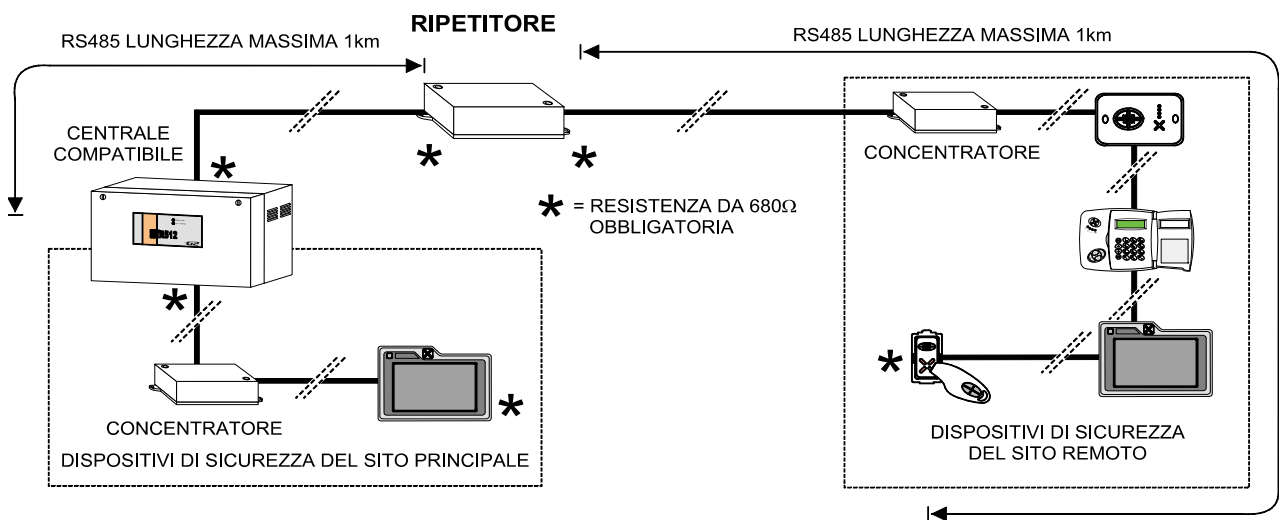 RIPETITORE
RS485 LUNGHEZZA MASSIMA 1km
RS485 LUNGHEZZA MASSIMA 1km
CENTRALE
COMPATIBILE
* = RESISTENZA DA 680Ω
OBBLIGATORIA
CONCENTRATORE
CONCENTRATORE
DISPOSITIVI DI SICUREZZA DEL SITO PRINCIPALE
DISPOSITIVI DI SICUREZZA
DEL SITO REMOTO